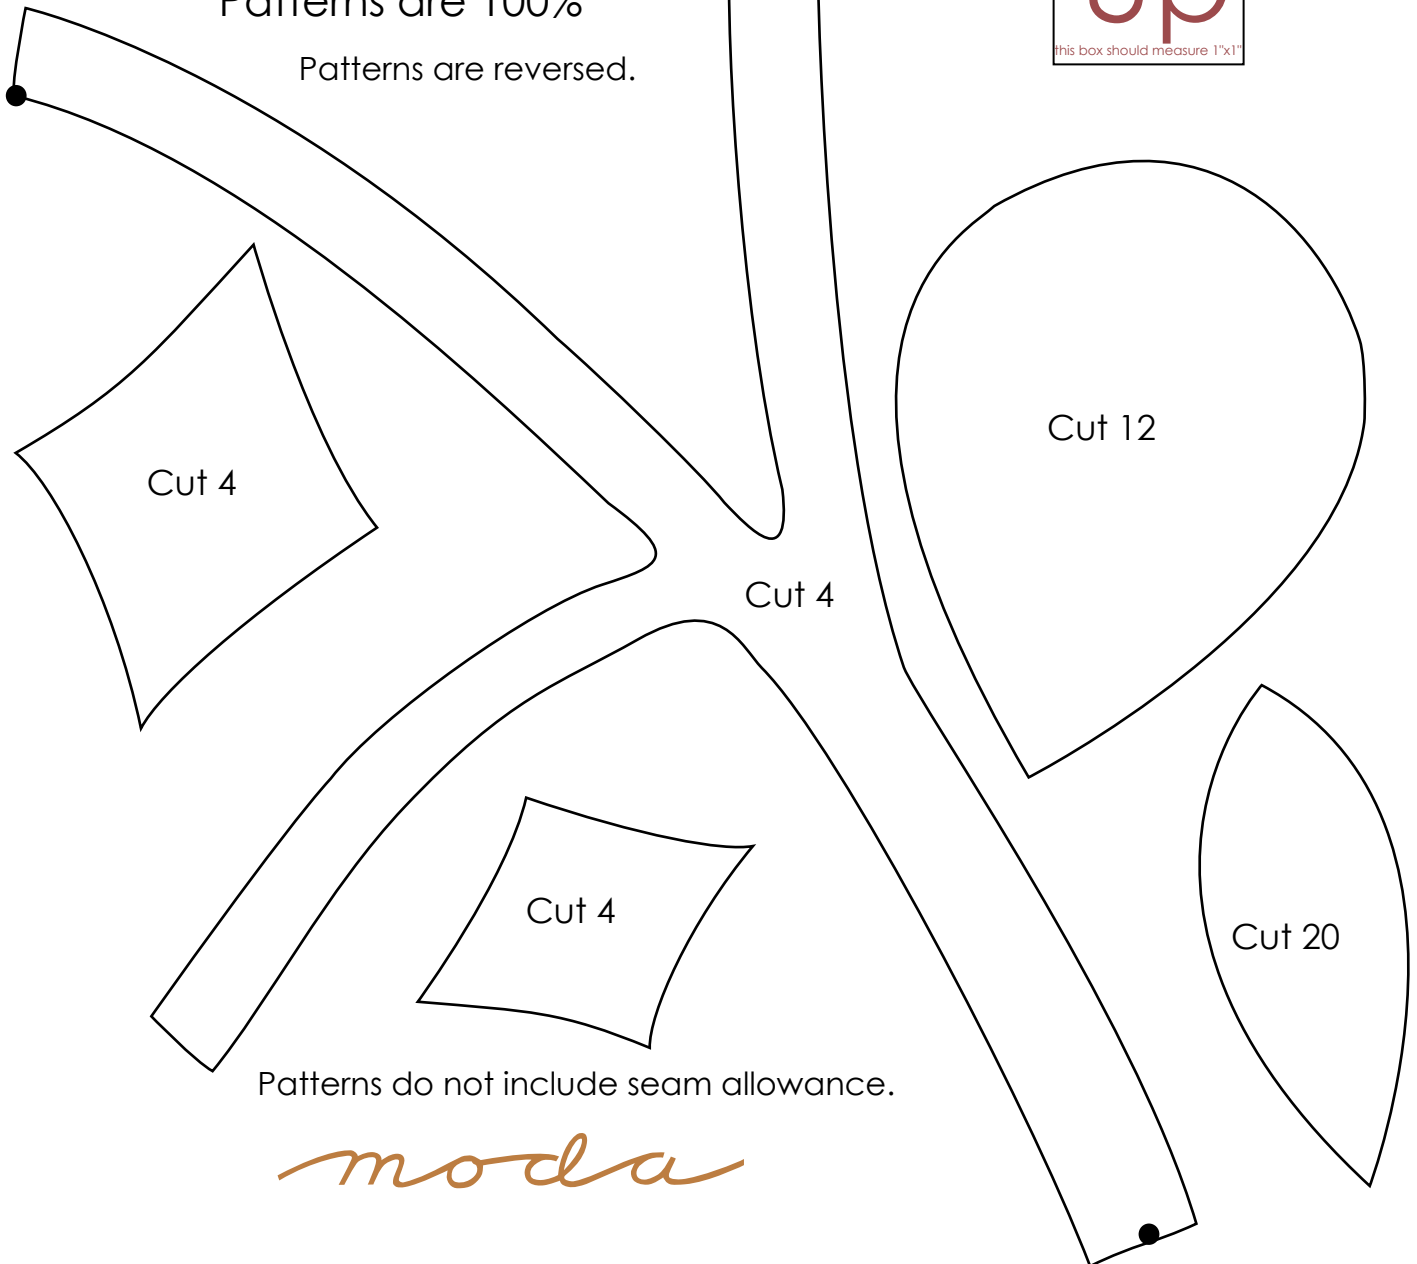 Patterns are 100%
up
this box should measure 1"x1"
Patterns are reversed.
Cut 12
Cut 4
Cut 4
Cut 4
Cut 20
Patterns do not include seam allowance.
moda